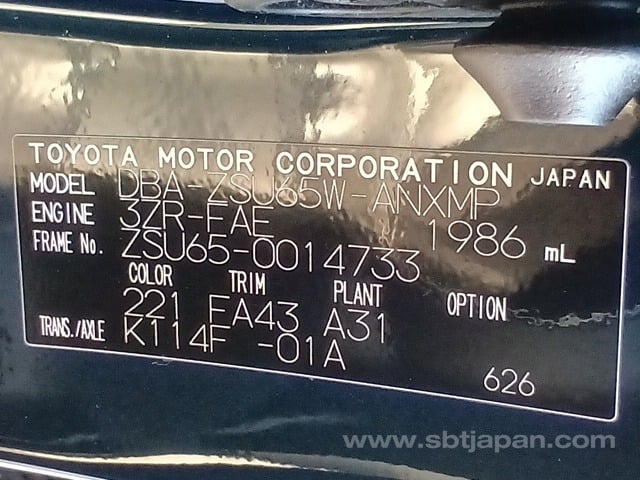 TOYOTA MOTOR CORPORATION JAPAN
MODEL DBA-ZSU65W-ANXMP
ENGINE 3ZR-FAE 1986 mL
FRAME No. ZSU65-0014733
COLOR TRIM PLANT OPTION
221 FA43 A31
TRANS./AXLE K114F -01A
626
www.sbtjapan.com